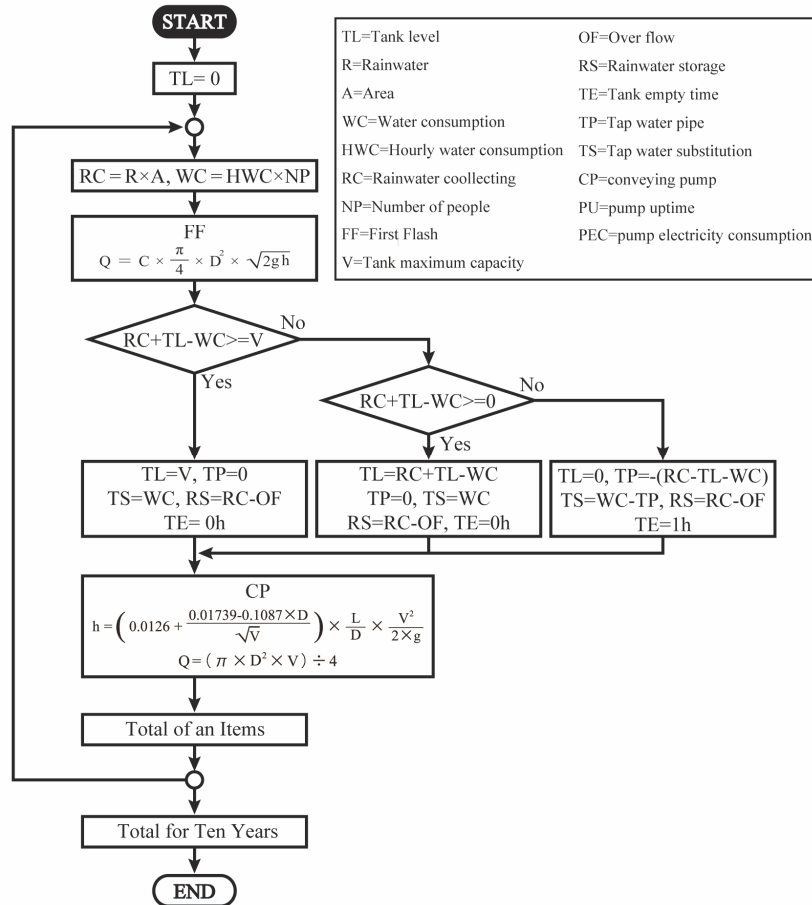 START
TL= 0
TL=Tank level
R=Rainwater
A=Area
WC=Water consumption
HWC=Hourly water consumption
RC=Rainwater coollecting
NP=Number of people
FF=First Flash
V=Tank maximum capacity
OF=Over flow
RS=Rainwater storage
TE=Tank empty time
TP=Tap water pipe
TS=Tap water substitution
CP=conveying pump
PU=pump uptime
PEC=pump electricity consumption
RC = R×A, WC = HWC×NP
FF
Q = C × π/4 × D² × √2gh
RC+TL-WC>=V
No
Yes
RC+TL-WC>=0
No
Yes
TL=V, TP=0
TS=WC, RS=RC-OF
TE= 0h
TL=RC+TL-WC
TP=0, TS=WC
RS=RC-OF, TE=0h
TL=0, TP=-(RC-TL-WC)
TS=WC-TP, RS=RC-OF
TE=1h
CP
h = (0.0126 + 0.01739-0.1087×D/√V) × L/D × V²/2×g
Q=(π×D²×V)÷4
Total of an Items
Total for Ten Years
END